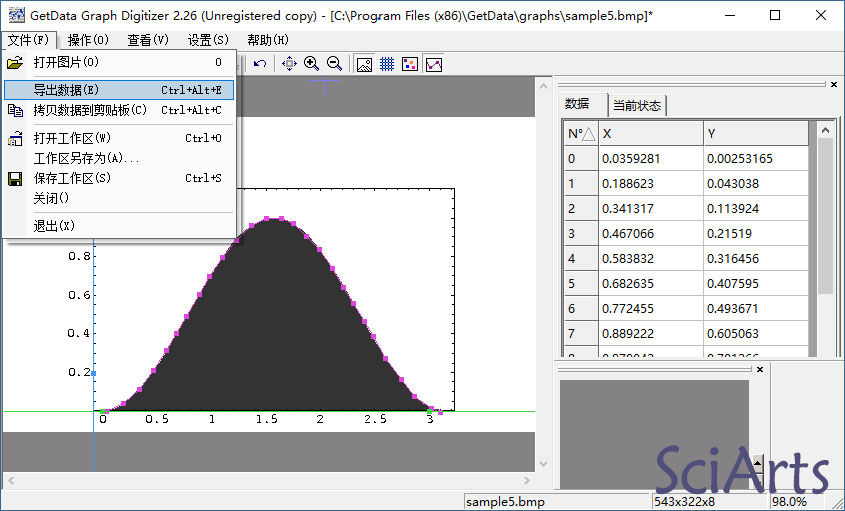 GetData Graph Digitizer 2.26 (Unregistered copy) - [C:\Program Files (x86)\GetData\graphs\sample5.bmp]*
文件(F) 操作(O) 查看(V) 设置(S) 帮助(H)
打开图片(O) O
导出数据(E) Ctrl+Alt+E
拷贝数据到剪贴板(C) Ctrl+Alt+C
打开工作区(W) Ctrl+O
工作区另存为(A)...
保存工作区(S) Ctrl+S
关闭()
退出(X)
0.8
0.6
0.4
0.2
0 0.5 1 1.5 2 2.5 3
数据 当前状态
Nº X Y
0 0.0359281 0.00253165
1 0.188623 0.043038
2 0.341317 0.113924
3 0.467066 0.21519
4 0.583832 0.316456
5 0.682635 0.407595
6 0.772455 0.493671
7 0.889222 0.605063
SciArts
sample5.bmp 543x322x8 98.0%